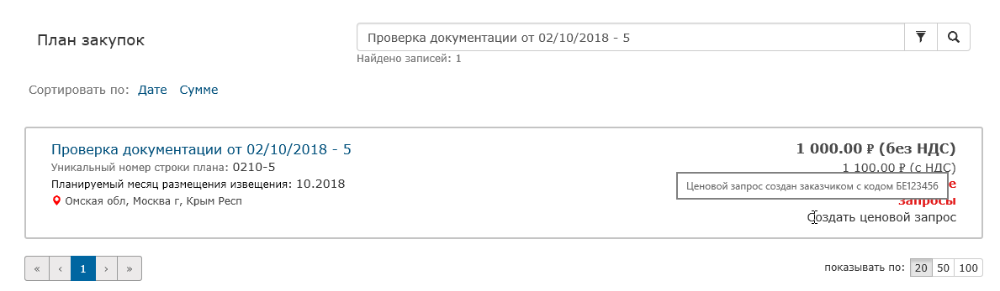 План закупок
Проверка документации от 02/10/2018 - 5
Найдено записей: 1
Сортировать по: Дате Сумме
Проверка документации от 02/10/2018 - 5
1 000.00 ₽ (без НДС)
Уникальный номер строки плана: 0210-5
1 100.00 ₽ (с НДС)
Планируемый месяц размещения извещения: 10.2018
Ценовой запрос создан заказчиком с кодом БЕ123456
е
Омская обл, Москва г, Крым Респ
запросы
Создать ценовой запрос
« ‹ 1 › »
показывать по: 20 50 100